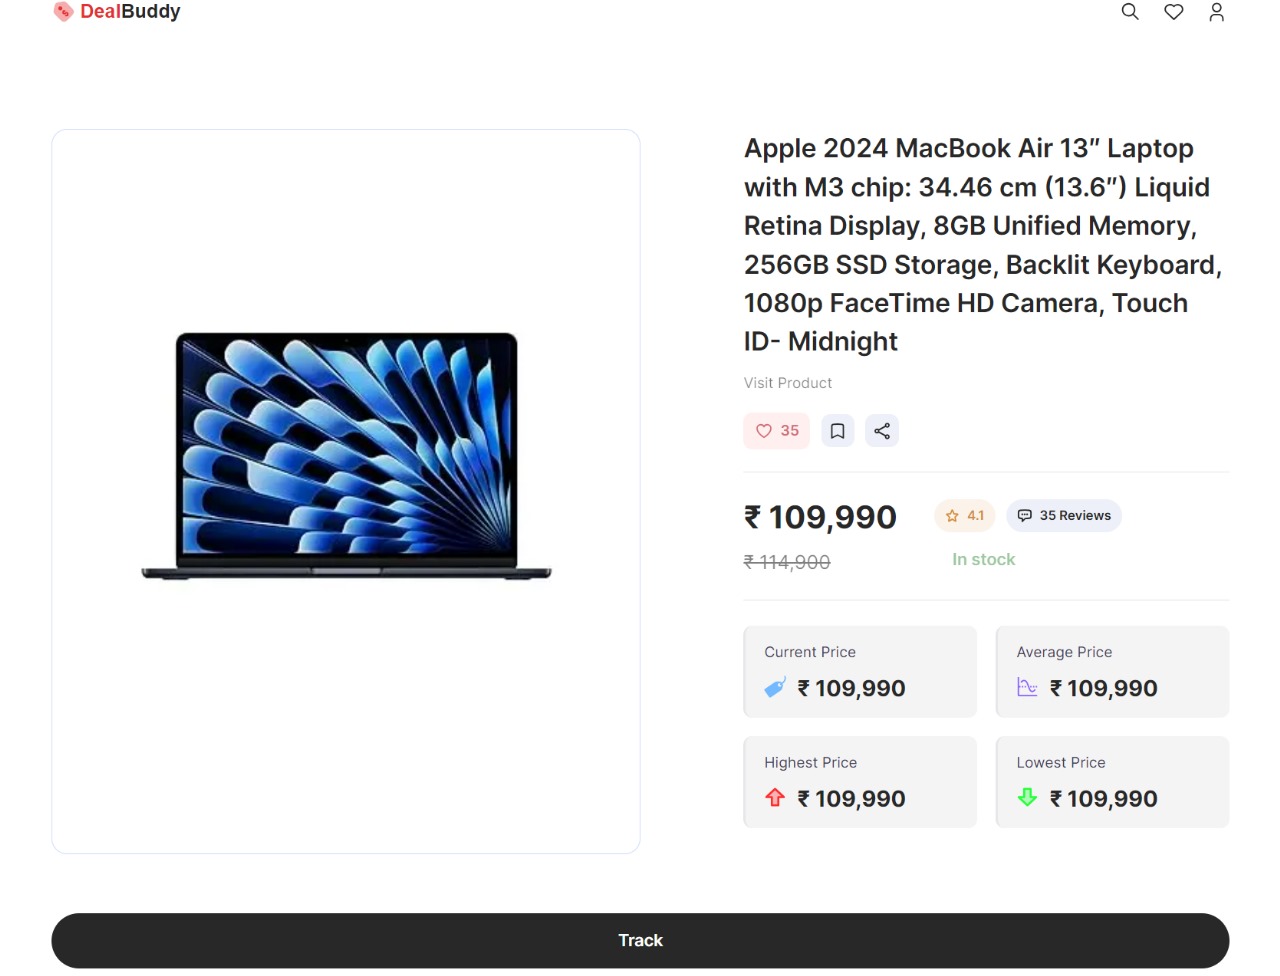 DealBuddy
Apple 2024 MacBook Air 13″ Laptop
with M3 chip: 34.46 cm (13.6″) Liquid
Retina Display, 8GB Unified Memory,
256GB SSD Storage, Backlit Keyboard,
1080p FaceTime HD Camera, Touch
ID- Midnight
Visit Product
35
₹ 109,990
4.1
35 Reviews
₹ 114,900
In stock
Current Price
₹ 109,990
Average Price
₹ 109,990
Highest Price
₹ 109,990
Lowest Price
₹ 109,990
Track